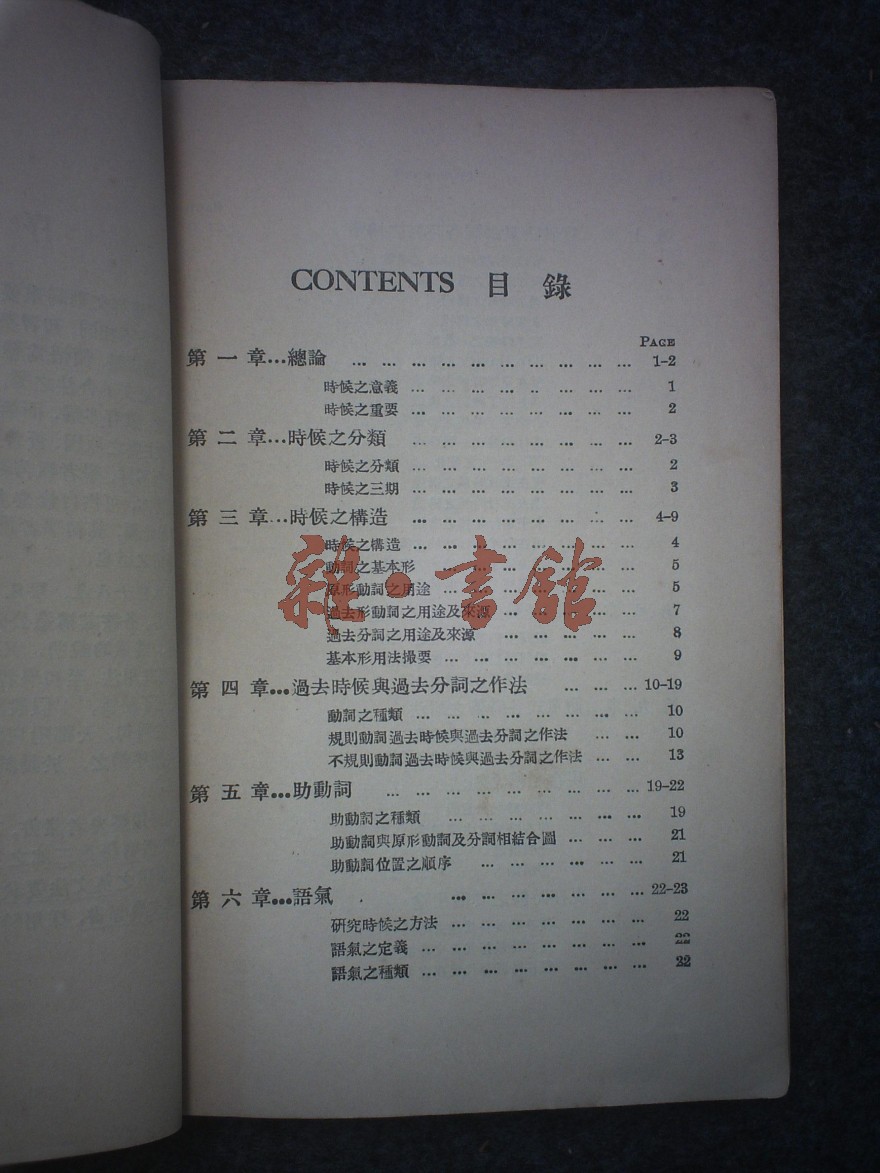 CONTENTS 目錄
PAGE
第一章...總論 ... ... ... ... ... ... ... ... ... ... 1-2
時候之意義 ... ... ... ... .. ... ... ... 1
時候之重要 ... ... ... ... ... ... ... 2
第二章...時候之分類 ... ... ... ... ... ... ... ... 2-3
時候之分類 ... ... ... ... ... ... ... ... 2
時候之三期 ... ... ... ... ... ... ... ... 3
第三章...時候之構造 ... ... ... ... ... ... ... ... 4-9
時候之構造 ... ... ... ... ... ... ... ... 4
動詞之基本形 ... ... ... ... ... ... ... 5
原形動詞之用途 ... ... ... ... ... ... ... 5
過去形動詞之用途及來源 ... ... ... ... ... 7
過去分詞之用途及來源 ... ... ... ... ... 8
基本形用法撮要 ... ... ... ... ... ... ... 9
雜·書舘
第四章...過去時候與過去分詞之作法 ... ... ... 10-19
動詞之種類 ... ... ... ... ... ... ... ... 10
規則動詞過去時候與過去分詞之作法 ... ... 10
不規則動詞過去時候與過去分詞之作法 ... ... 13
第五章...助動詞 ... ... ... ... ... ... ... ... ... 19-22
助動詞之種類 ... ... ... ... ... ... ... 19
助動詞與原形動詞及分詞相結合圖 ... ... ... 21
助動詞位置之順序 ... ... ... ... ... ... 21
第六章...語氣 ... ... ... ... ... ... ... 22-23
研究時候之方法 ... ... ... ... ... ... ... 22
語氣之定義 ... ... ... ... ... ... ... ... 22
語氣之種類 ... ... ... ... ... ... ... ... 22